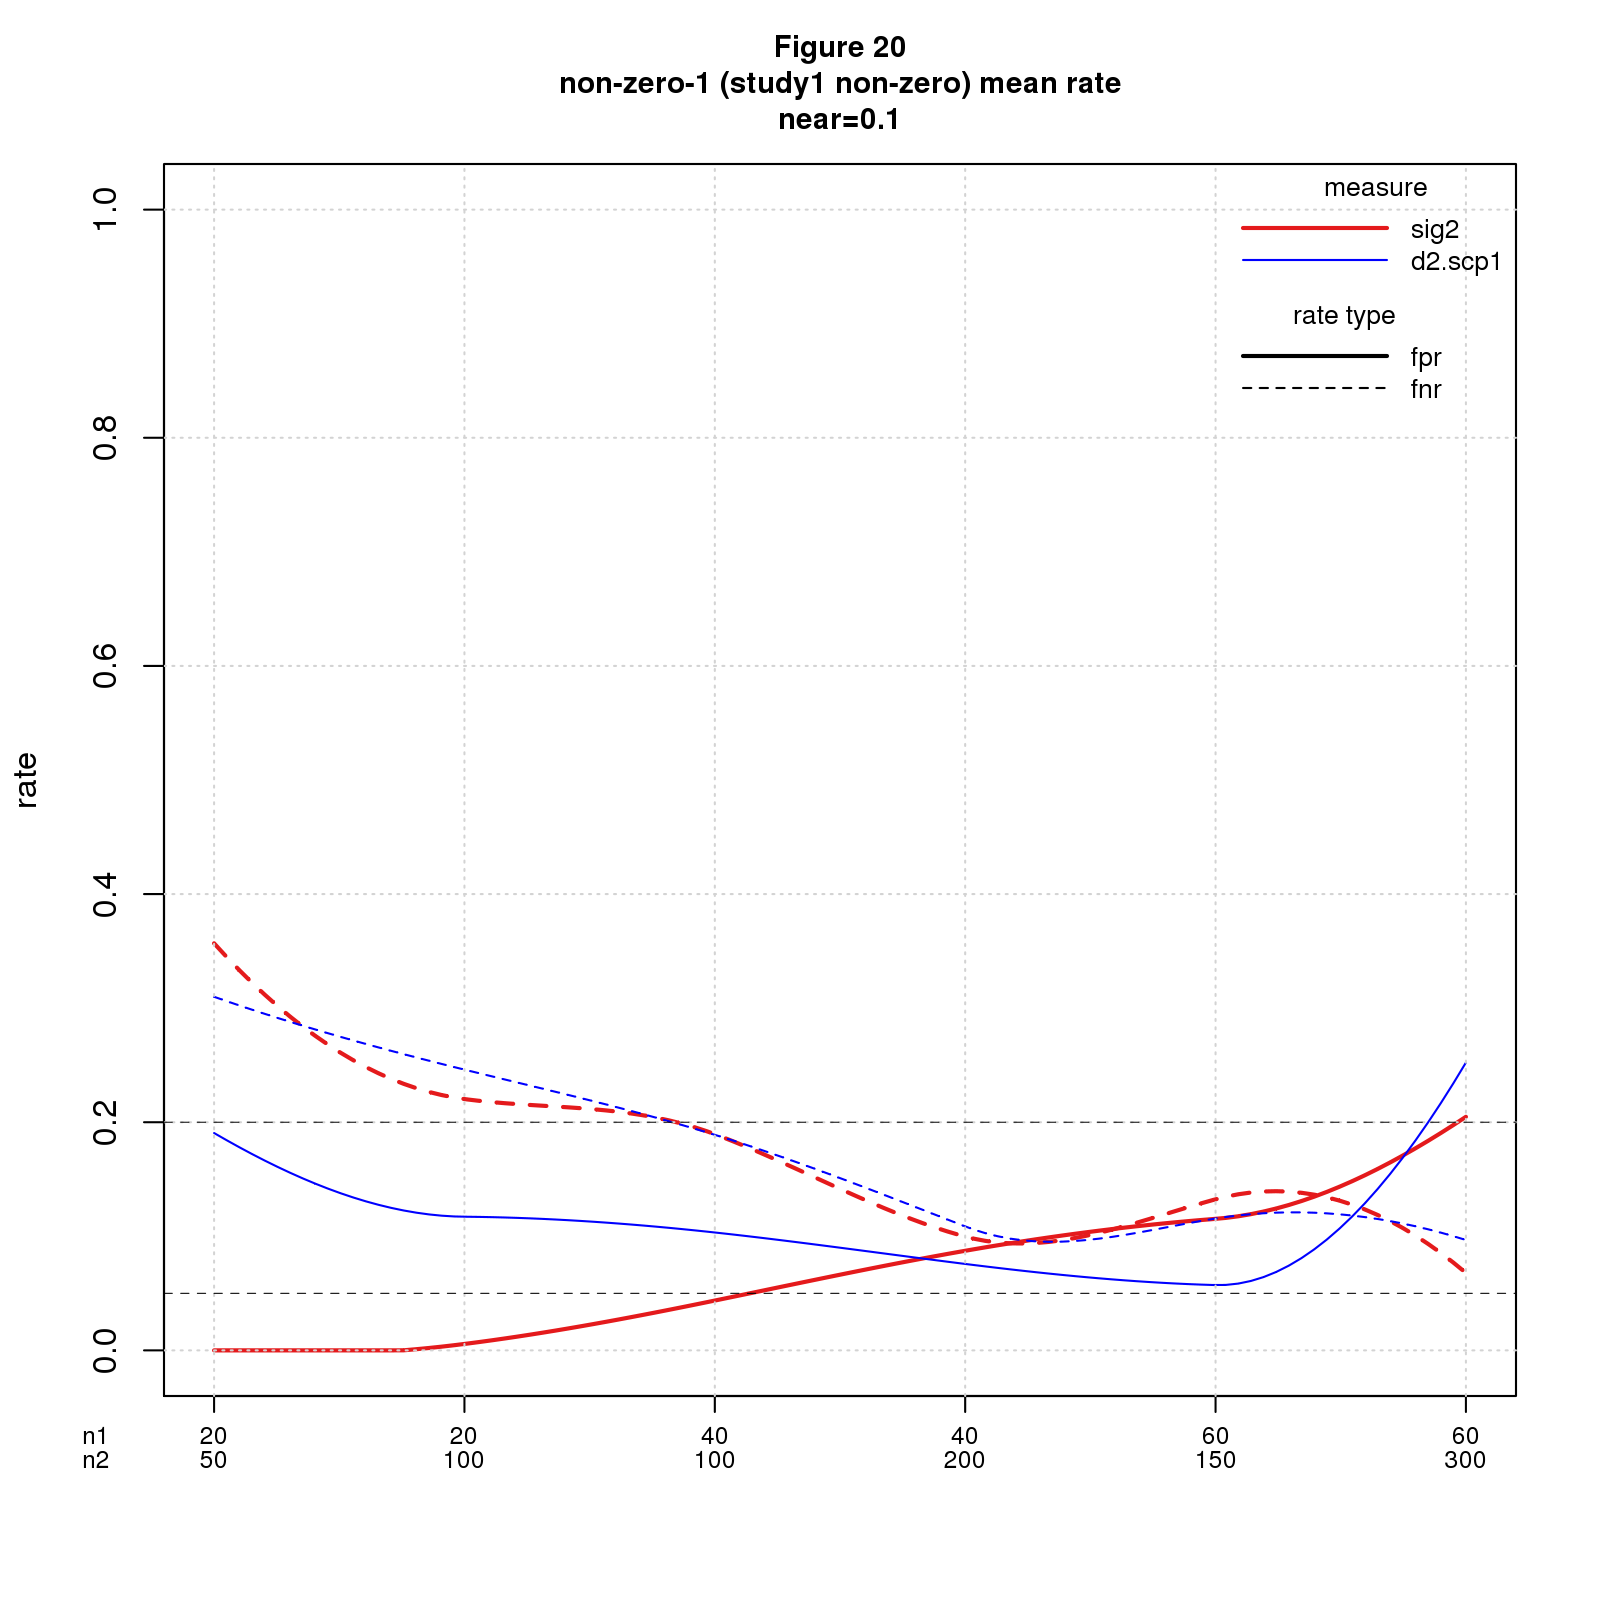 Figure 20
non-zero-1 (study1 non-zero) mean rate
near=0.1
measure
sig2
d2.scp1
rate type
fpr
fnr
rate
1.0
0.8
0.6
0.4
0.2
0.0
n1 20 20 40 40 60 60
n2 50 100 100 200 150 300